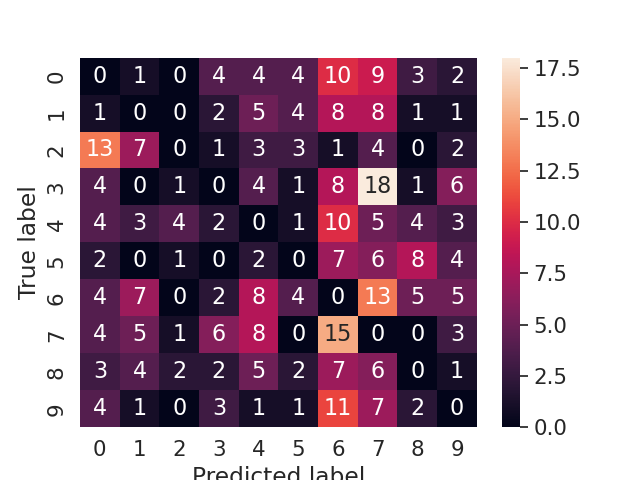 0 0 1 0 4 4 4 10 9 3 2
1 1 0 0 2 5 4 8 8 1 1
2 13 7 0 1 3 3 1 4 0 2
3 4 0 1 0 4 1 8 18 1 6
4 4 3 4 2 0 1 10 5 4 3
5 2 0 1 0 2 0 7 6 8 4
6 4 7 0 2 8 4 0 13 5 5
7 4 5 1 6 8 0 15 0 0 3
8 3 4 2 2 5 2 7 6 0 1
9 4 1 0 3 1 1 11 7 2 0
0 1 2 3 4 5 6 7 8 9
Predicted label
True label
17.5
15.0
12.5
10.0
7.5
5.0
2.5
0.0